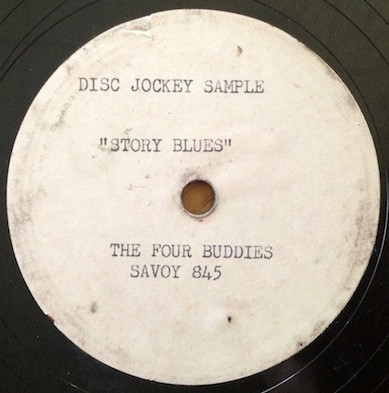 DISC JOCKEY SAMPLE
"STORY BLUES"
THE FOUR BUDDIES
SAVOY 845